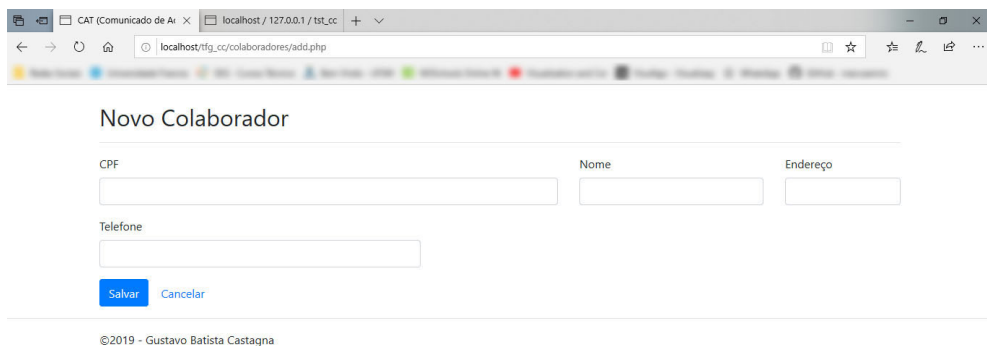 CAT (Comunicado de Ac
localhost / 127.0.0.1 / tst_cc
localhost/tfg_cc/colaboradores/add.php
Novo Colaborador
CPF Nome Endereço
Telefone
Salvar Cancelar
©2019 - Gustavo Batista Castagna